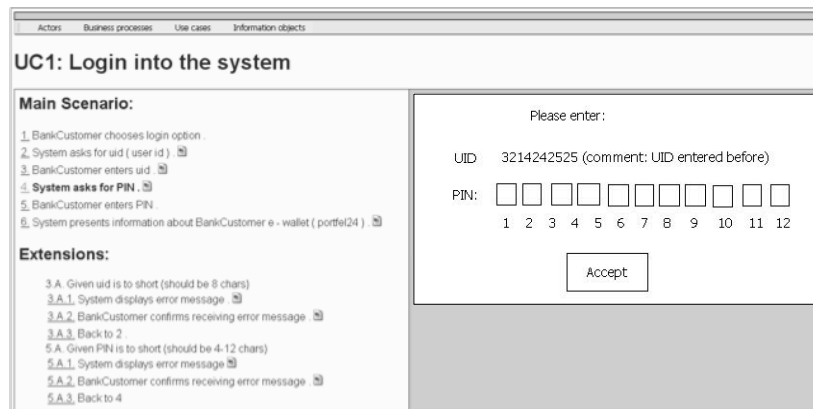 Actors Business processes Use cases Information objects
UC1: Login into the system
Main Scenario:
1. BankCustomer chooses login option .
2. System asks for uid ( user id ) .
3. BankCustomer enters uid .
4. System asks for PIN .
5. BankCustomer enters PIN .
6. System presents information about BankCustomer e - wallet ( portfel24 ) .
Extensions:
3.A. Given uid is to short (should be 8 chars)
3.A.1. System displays error message .
3.A.2. BankCustomer confirms receiving error message .
3.A.3. Back to 2 .
5.A. Given PIN is to short (should be 4-12 chars)
5.A.1. System displays error message
5.A.2. BankCustomer confirms receiving error message .
5.A.3. Back to 4
Please enter:
UID 3214242525 (comment: UID entered before)
PIN:
1 2 3 4 5 6 7 8 9 10 11 12
Accept